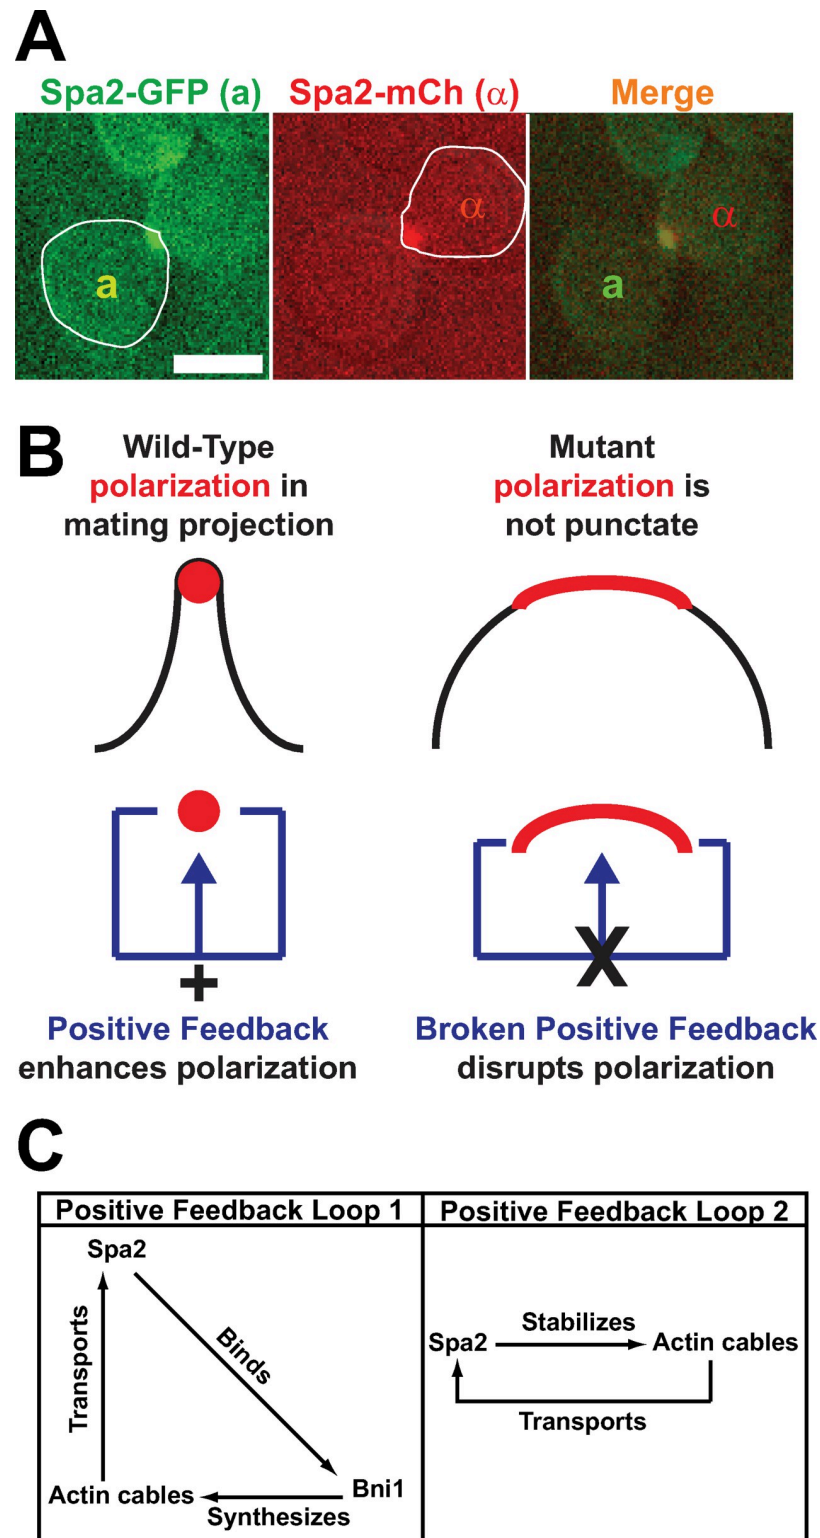 A
Spa2-GFP (a) Spa2-mCh (α) Merge
a
α
a
α
B
Wild-Type
polarization in
mating projection
Mutant
polarization is
not punctate
+
X
Positive Feedback
enhances polarization
Broken Positive Feedback
disrupts polarization
C
Positive Feedback Loop 1
Spa2
Transports
Binds
Actin cables
Synthesizes
Bni1
Positive Feedback Loop 2
Spa2
Stabilizes
Actin cables
Transports